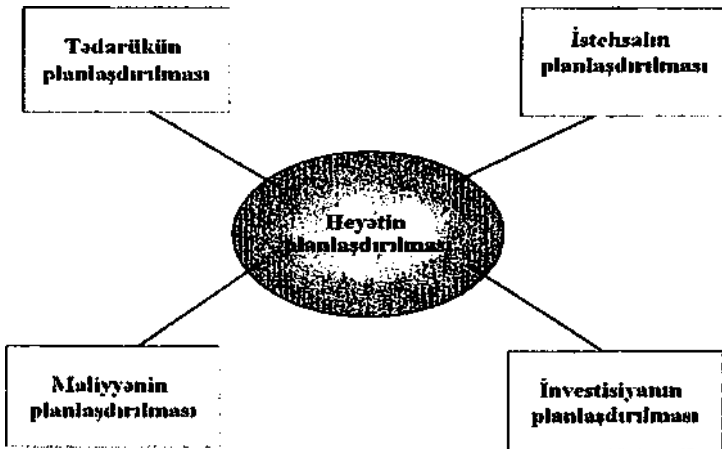 Tədarükün
planlaşdırılması
İstehsalın
planlaşdırılması
Heyətin
planlaşdırılması
Maliyyənin
planlaşdırılması
İnvestisiyanın
planlaşdırılması